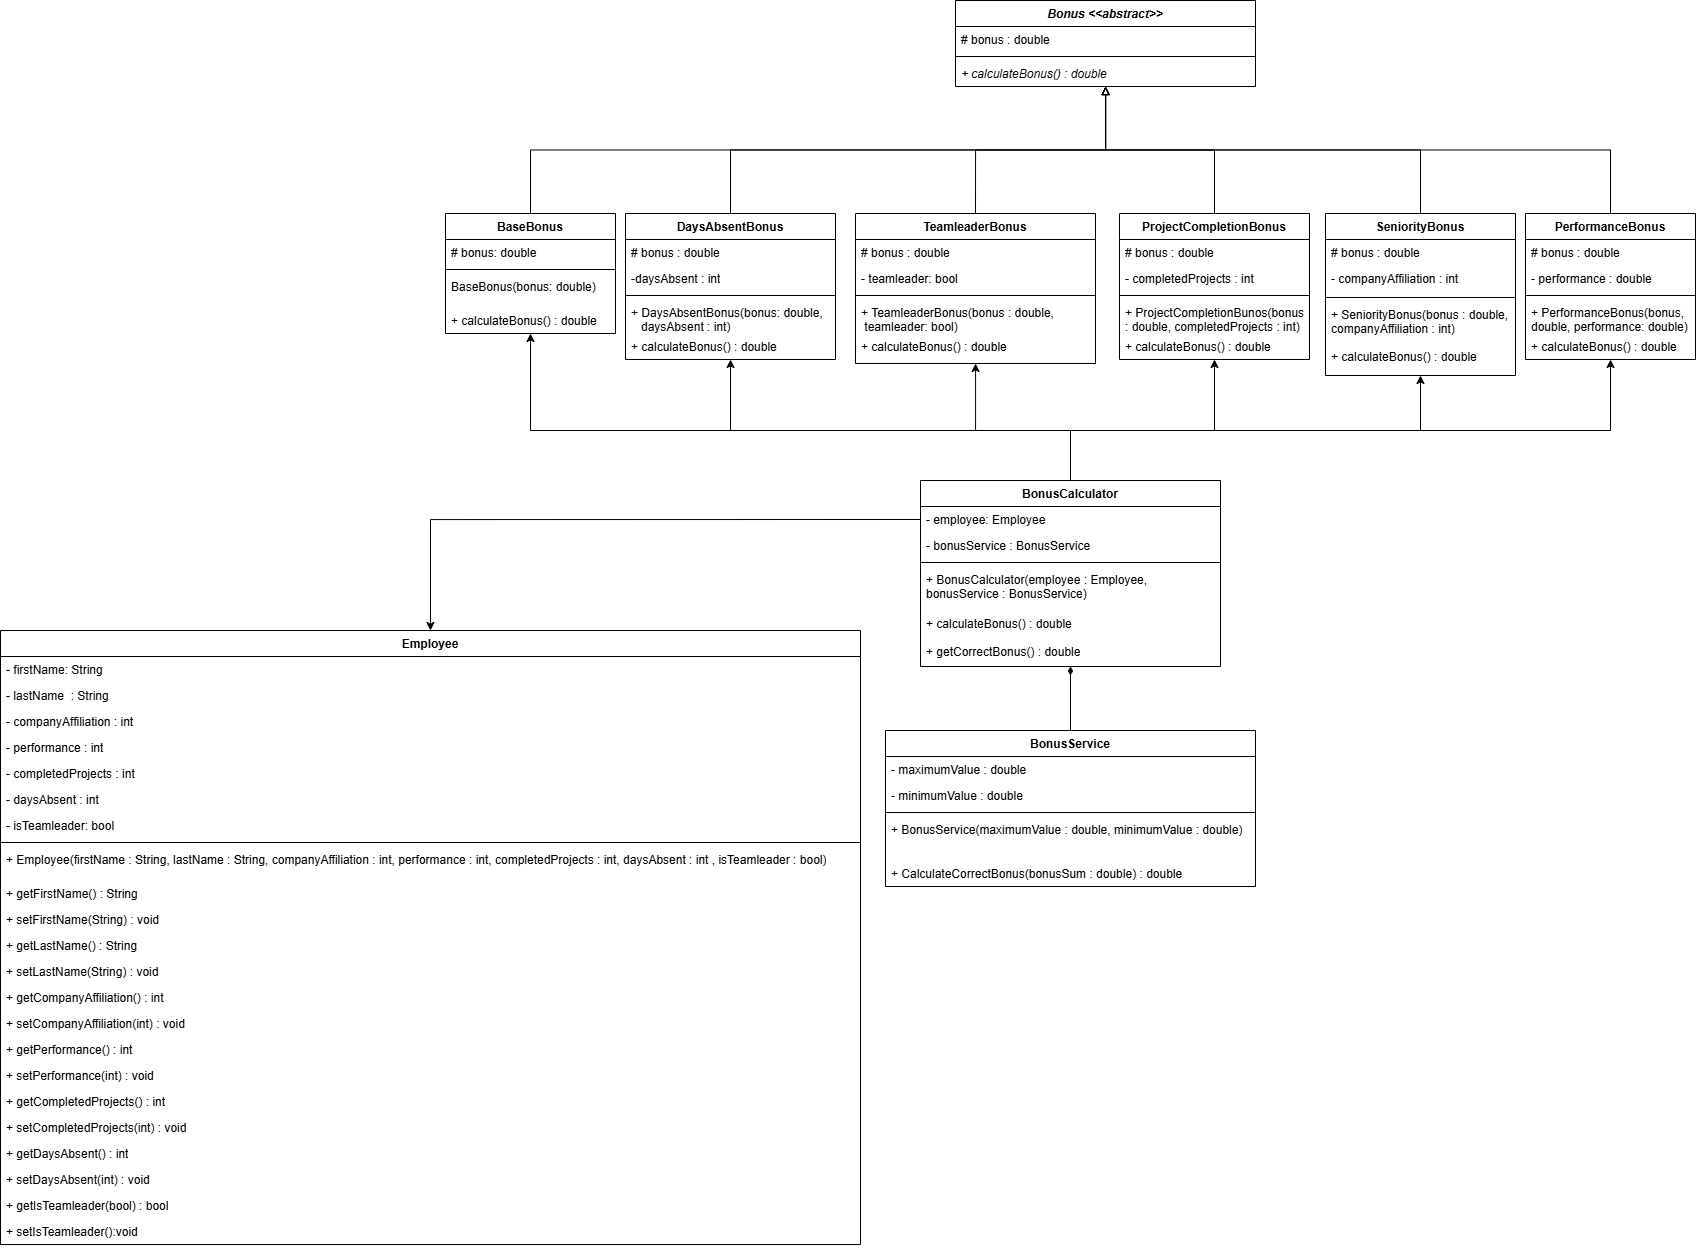 Bonus <<abstract>>
# bonus : double
+ calculateBonus() : double
BaseBonus
# bonus: double
BaseBonus(bonus: double)
+ calculateBonus() : double
DaysAbsentBonus
# bonus : double
-daysAbsent : int
+ DaysAbsentBonus(bonus: double,
daysAbsent : int)
+ calculateBonus() : double
TeamleaderBonus
# bonus : double
- teamleader: bool
+ TeamleaderBonus(bonus : double,
teamleader: bool)
+ calculateBonus() : double
ProjectCompletionBonus
# bonus : double
- completedProjects : int
+ ProjectCompletionBunos(bonus
: double, completedProjects : int)
+ calculateBonus() : double
SeniorityBonus
# bonus : double
- companyAffiliation : int
+ SeniorityBonus(bonus : double,
companyAffiliation : int)
+ calculateBonus() : double
PerformanceBonus
# bonus : double
- performance : double
+ PerformanceBonus(bonus,
double, performance: double)
+ calculateBonus() : double
BonusCalculator
- employee: Employee
- bonusService : BonusService
+ BonusCalculator(employee : Employee,
bonusService : BonusService)
+ calculateBonus() : double
+ getCorrectBonus() : double
Employee
- firstName: String
- lastName : String
- companyAffiliation : int
- performance : int
- completedProjects : int
- daysAbsent : int
- isTeamleader: bool
+ Employee(firstName : String, lastName : String, companyAffiliation : int, performance : int, completedProjects : int, daysAbsent : int , isTeamleader : bool)
+ getFirstName() : String
+ setFirstName(String) : void
+ getLastName() : String
+ setLastName(String) : void
+ getCompanyAffiliation() : int
+ setCompanyAffiliation(int) : void
+ getPerformance() : int
+ setPerformance(int) : void
+ getCompletedProjects() : int
+ setCompletedProjects(int) : void
+ getDaysAbsent() : int
+ setDaysAbsent(int) : void
+ getIsTeamleader(bool) : bool
+ setIsTeamleader():void
BonusService
- maximumValue : double
- minimumValue : double
+ BonusService(maximumValue : double, minimumValue : double)
+ CalculateCorrectBonus(bonusSum : double) : double